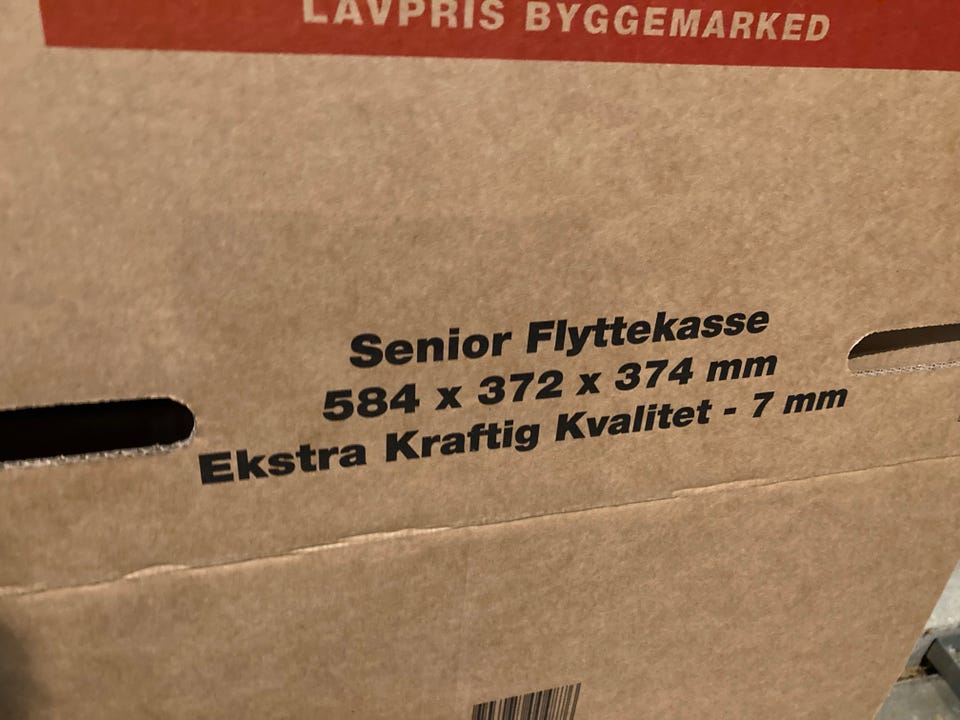 LAVPRIS BYGGEMARKED
Senior Flyttekasse
584 x 372 x 374 mm
Ekstra Kraftig Kvalitet - 7 mm